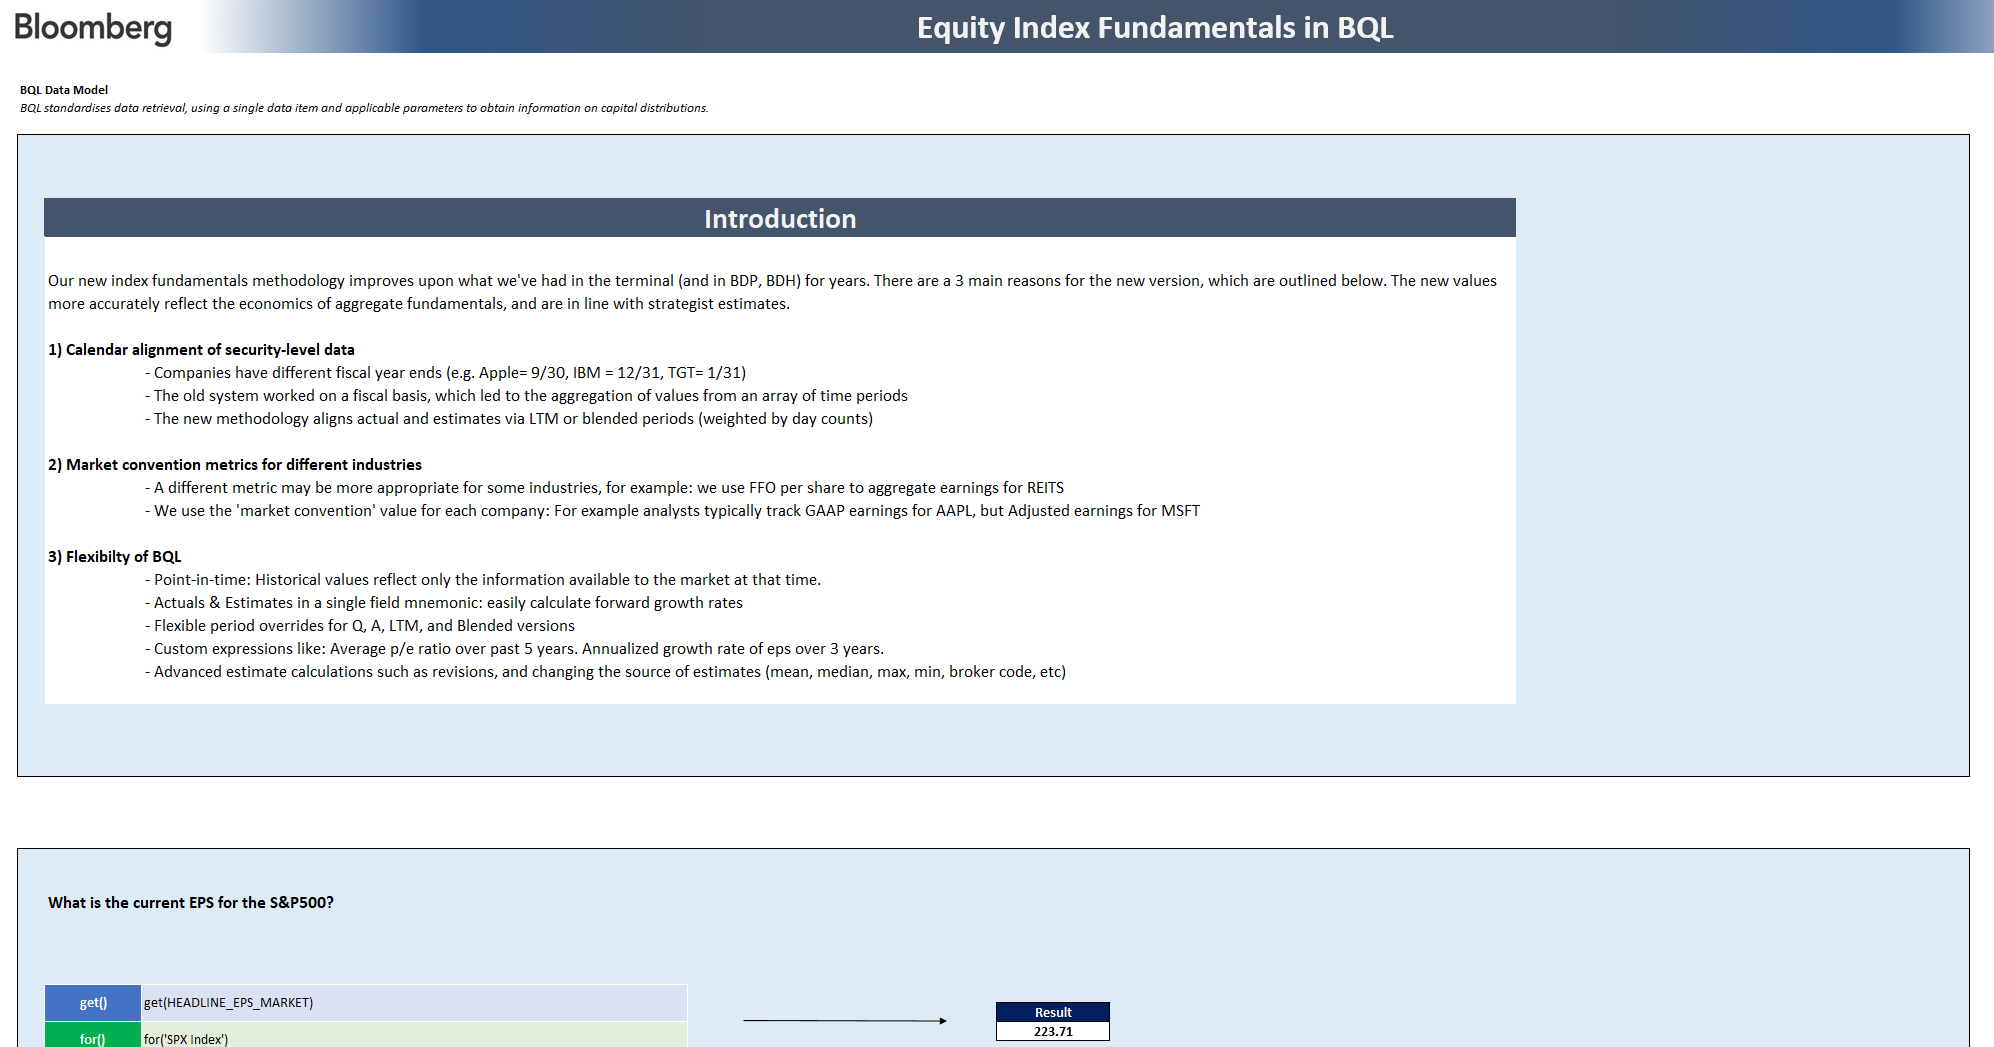 Bloomberg
Equity Index Fundamentals in BQL
BQL Data Model
BQL standardises data retrieval, using a single data item and applicable parameters to obtain information on capital distributions.
Introduction
Our new index fundamentals methodology improves upon what we've had in the terminal (and in BDP, BDH) for years. There are a 3 main reasons for the new version, which are outlined below. The new values
more accurately reflect the economics of aggregate fundamentals, and are in line with strategist estimates.
1) Calendar alignment of security-level data
- Companies have different fiscal year ends (e.g. Apple= 9/30, IBM = 12/31, TGT= 1/31)
- The old system worked on a fiscal basis, which led to the aggregation of values from an array of time periods
- The new methodology aligns actual and estimates via LTM or blended periods (weighted by day counts)
2) Market convention metrics for different industries
- A different metric may be more appropriate for some industries, for example: we use FFO per share to aggregate earnings for REITS
- We use the 'market convention' value for each company: For example analysts typically track GAAP earnings for AAPL, but Adjusted earnings for MSFT
3) Flexibilty of BQL
- Point-in-time: Historical values reflect only the information available to the market at that time.
- Actuals & Estimates in a single field mnemonic: easily calculate forward growth rates
- Flexible period overrides for Q, A, LTM, and Blended versions
- Custom expressions like: Average p/e ratio over past 5 years. Annualized growth rate of eps over 3 years.
- Advanced estimate calculations such as revisions, and changing the source of estimates (mean, median, max, min, broker code, etc)
What is the current EPS for the S&P500?
get() get(HEADLINE_EPS_MARKET)
Result
223.71
for() for('SPX Index')